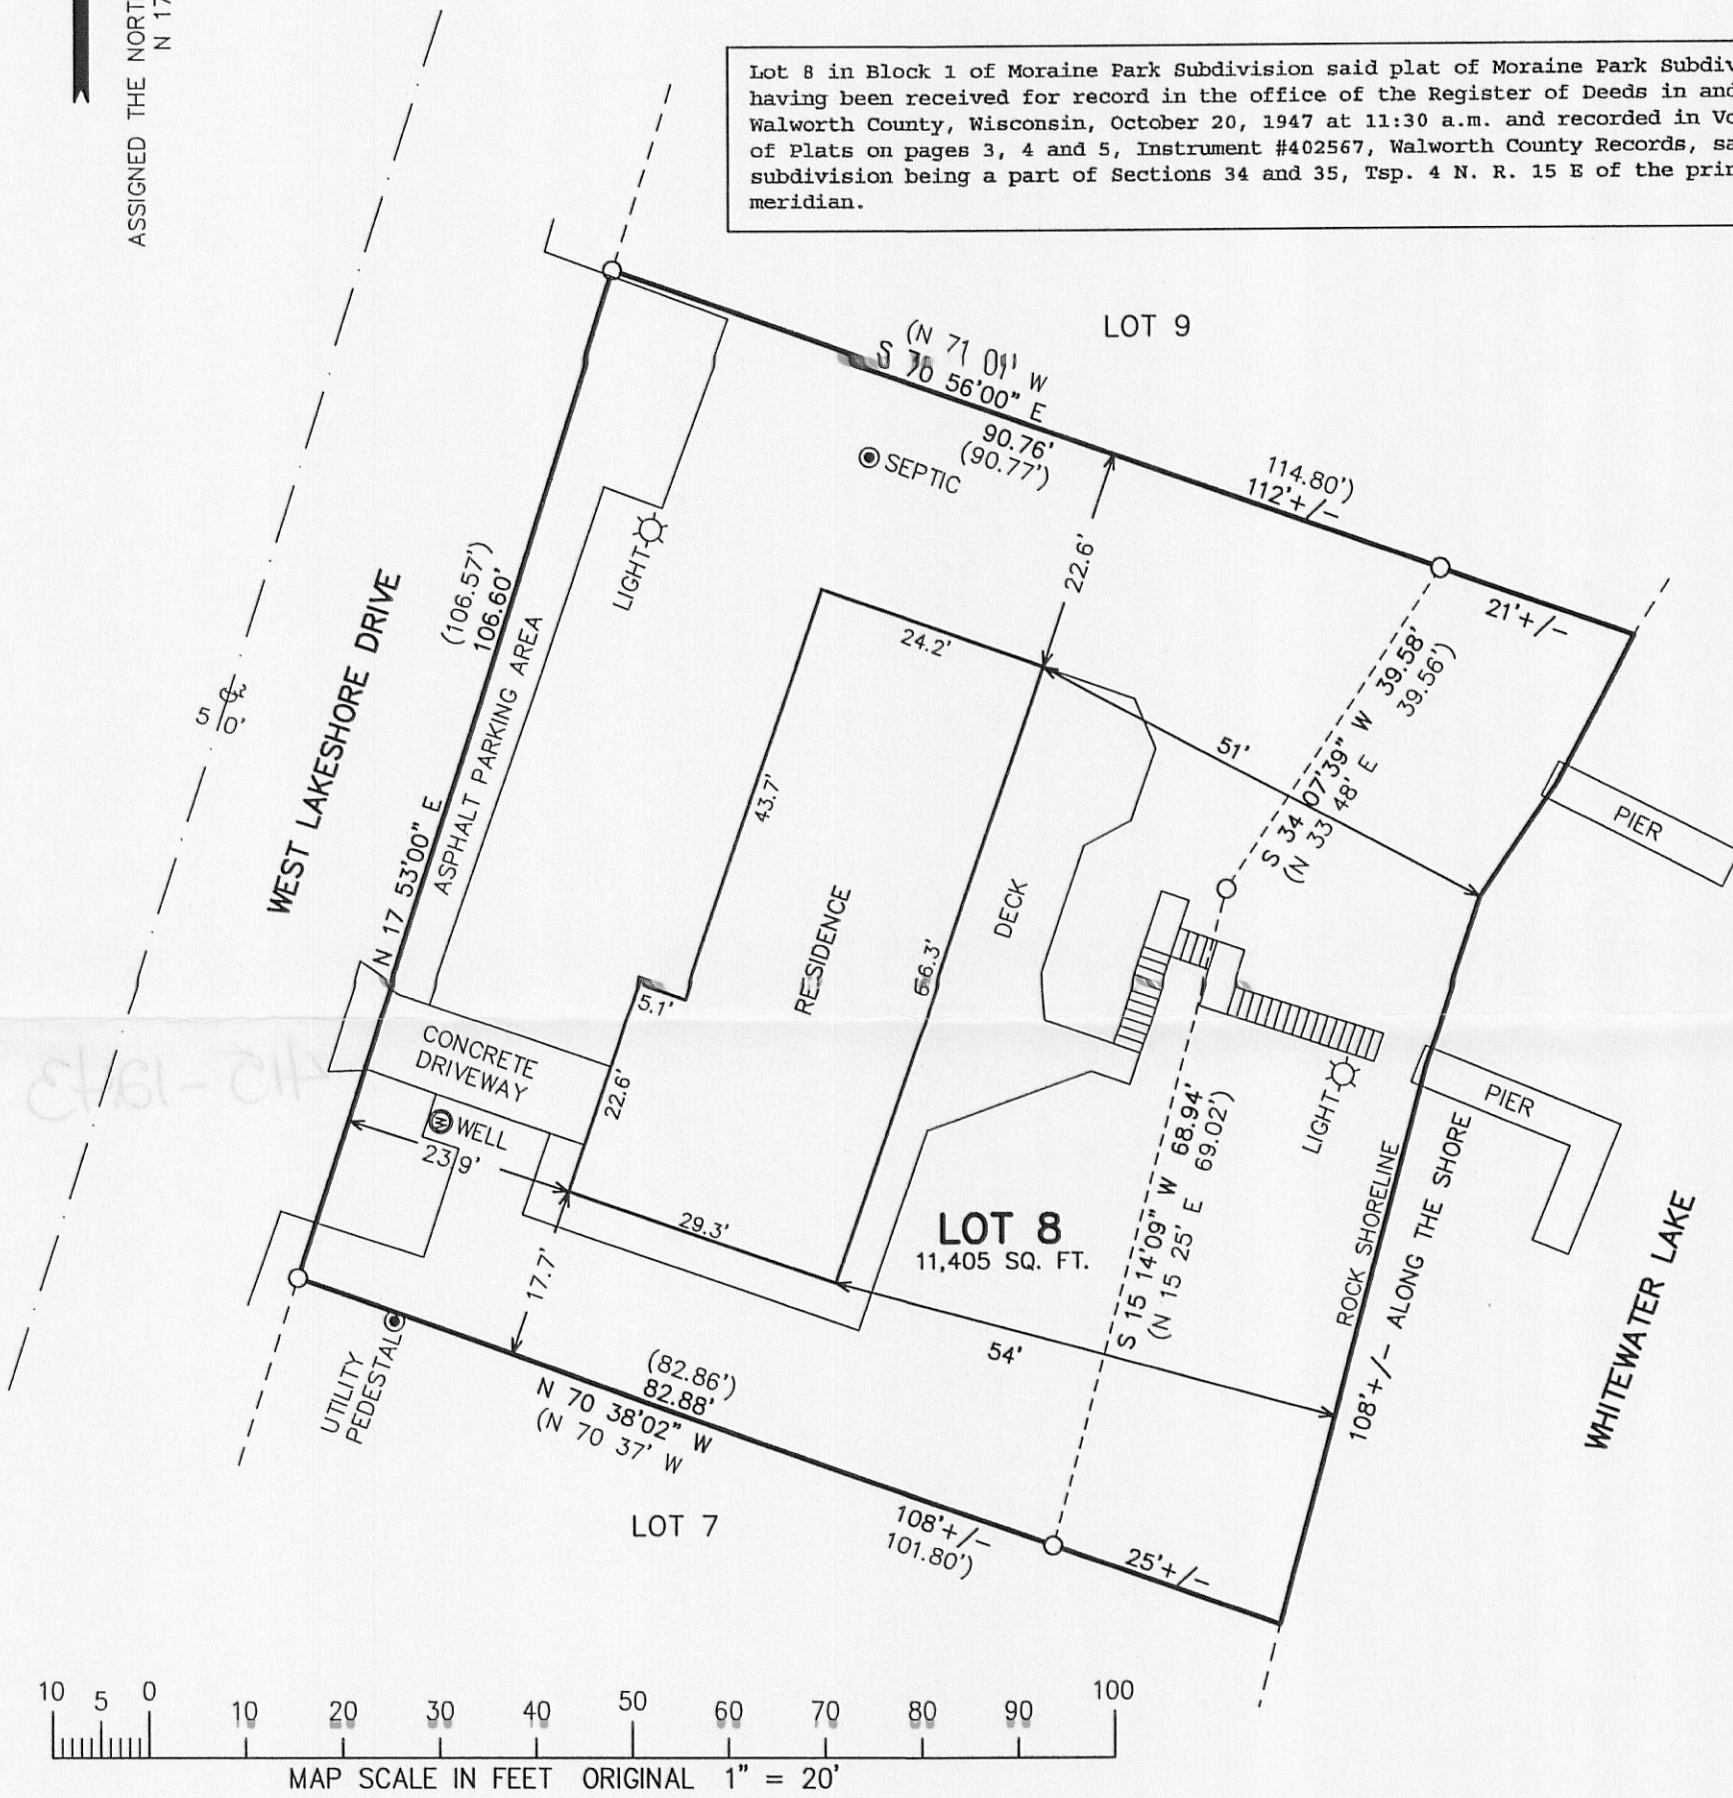 ASSIGNED THE NORT
N 17
Lot 8 in Block 1 of Moraine Park Subdivision said plat of Moraine Park Subdiv
having been received for record in the office of the Register of Deeds in and
Walworth County, Wisconsin, October 20, 1947 at 11:30 a.m. and recorded in Vo
of Plats on pages 3, 4 and 5, Instrument #402567, Walworth County Records, sa
subdivision being a part of Sections 34 and 35, Tsp. 4 N. R. 15 E of the prin
meridian.
LOT 9
(N 71 01' W
S 70 56'00" E
90.76'
(90.77')
114.80')
112'+/-
21'+/-
SEPTIC
LIGHT
22.6'
(106.57')
106.60'
WEST LAKESHORE DRIVE
50'
N 17 53'00" E
ASPHALT PARKING AREA
24.2'
43.7'
RESIDENCE
66.3'
DECK
51'
S 34 07'39" W 39.58'
(N 33 48' E 39.56')
PIER
5.1'
CONCRETE
DRIVEWAY
22.6'
WELL
W
23.9'
29.3'
17.7'
LOT 8
11,405 SQ. FT.
S 15 14'09" W 68.94'
(N 15 25' E 69.02')
LIGHT
PIER
ROCK SHORELINE
108'+/- ALONG THE SHORE
WHITEWATER LAKE
54'
UTILITY
PEDESTAL
(82.86')
82.88'
N 70 38'02" W
(N 70 37' W
LOT 7
108'+/-
101.80')
25'+/-
10 5 0 10 20 30 40 50 60 70 80 90 100
MAP SCALE IN FEET ORIGINAL 1" = 20'